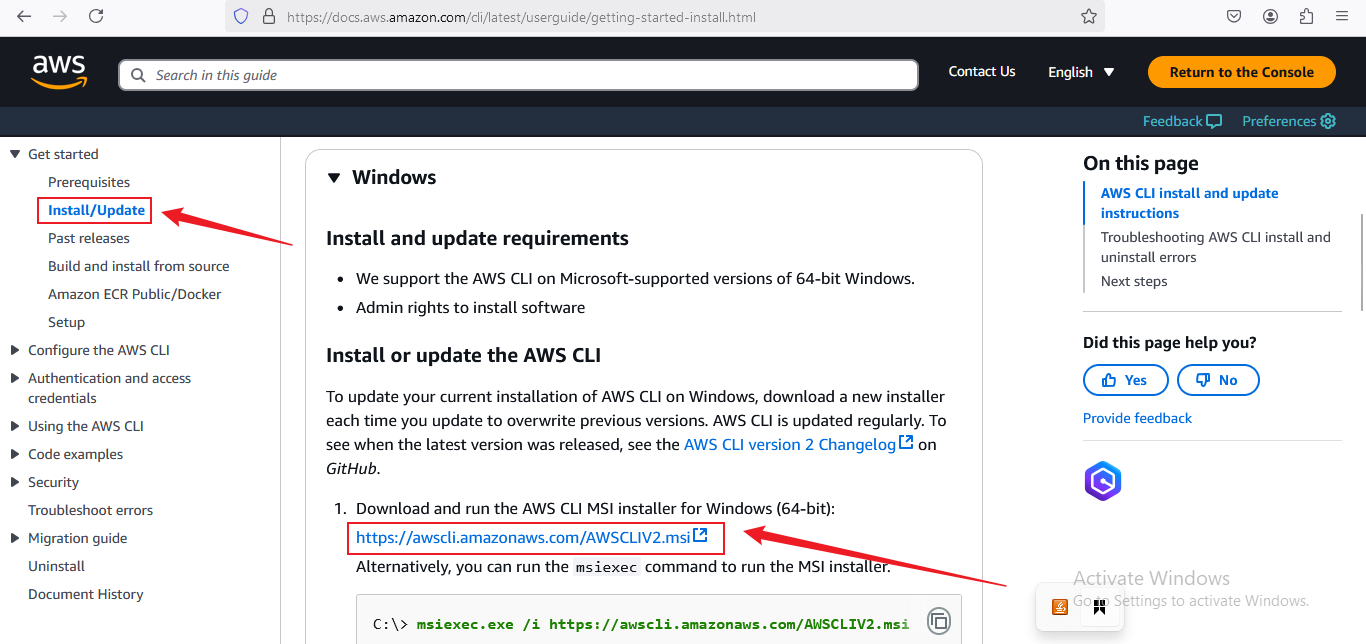 https://docs.aws.amazon.com/cli/latest/userguide/getting-started-install.html
aws
Search in this guide
Contact Us
English
Return to the Console
Feedback
Preferences
Get started
Prerequisites
Install/Update
Past releases
Build and install from source
Amazon ECR Public/Docker
Setup
Configure the AWS CLI
Authentication and access
credentials
Using the AWS CLI
Code examples
Security
Troubleshoot errors
Migration guide
Uninstall
Document History
Windows
Install and update requirements
• We support the AWS CLI on Microsoft-supported versions of 64-bit Windows.
• Admin rights to install software
Install or update the AWS CLI
To update your current installation of AWS CLI on Windows, download a new installer
each time you update to overwrite previous versions. AWS CLI is updated regularly. To
see when the latest version was released, see the AWS CLI version 2 Changelog on
GitHub.
1. Download and run the AWS CLI MSI installer for Windows (64-bit):
https://awscli.amazonaws.com/AWSCLIV2.msi
Alternatively, you can run the msiexec command to run the MSI installer.
C:\> msiexec.exe /i https://awscli.amazonaws.com/AWSCLIV2.msi
On this page
AWS CLI install and update
instructions
Troubleshooting AWS CLI install and
uninstall errors
Next steps
Did this page help you?
Yes
No
Provide feedback
Activate Windows
Go to Settings to activate Windows.